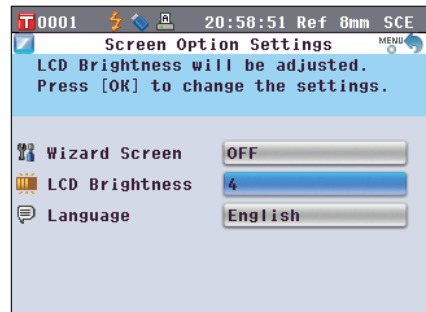 T0001 20:58:51 Ref 8mm SCE
Screen Option Settings MENU
LCD Brightness will be adjusted.
Press [OK] to change the settings.
Wizard Screen OFF
LCD Brightness 4
Language English